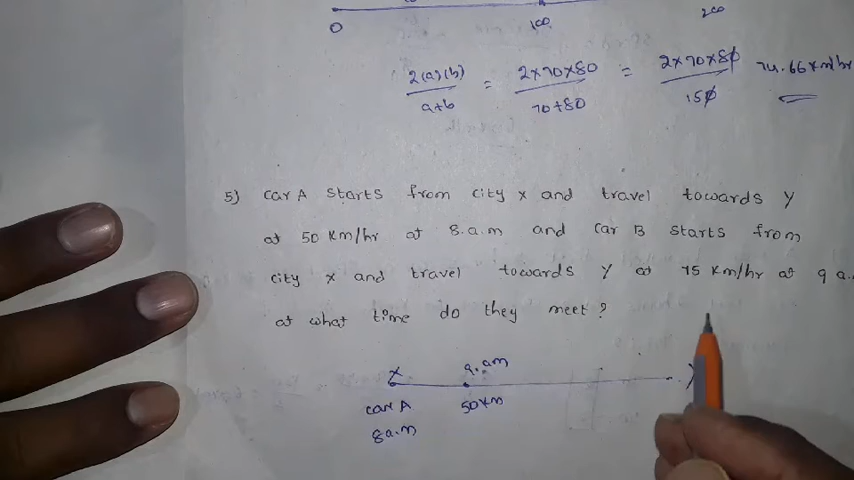 0 100 200
2(a)(b) / a+b = 2×70×80 / 70+80 = 2×70×80 / 150 74.66 km/hr
5) car A starts from city x and travel towards Y
at 50 km/hr at 8.a.m and car B starts from
city x and travel towards Y at 75 km/hr at 9 a.
at what time do they meet?
X 9.am Y
car A 50km
8a.m